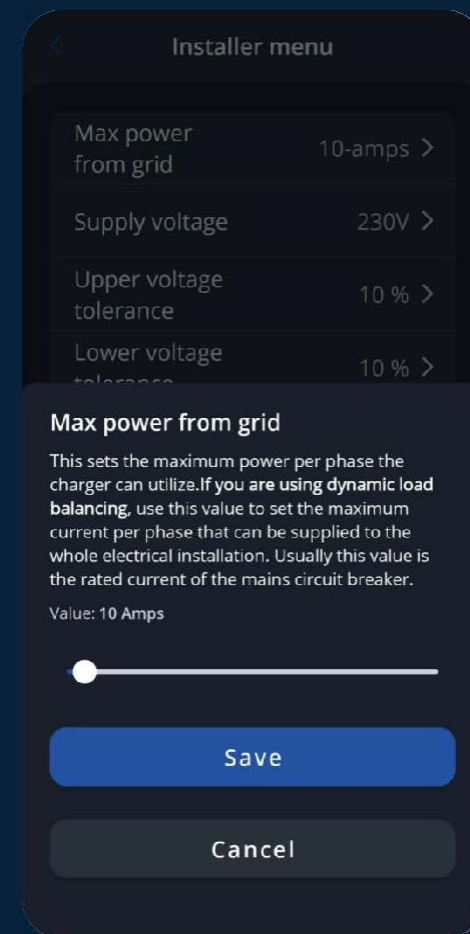 Installer menu
Max power
from grid
10-amps
Supply voltage
230V
Upper voltage
tolerance
10 %
Lower voltage
tolerance
10 %
Max power from grid
This sets the maximum power per phase the
charger can utilize.If you are using dynamic load
balancing, use this value to set the maximum
current per phase that can be supplied to the
whole electrical installation. Usually this value is
the rated current of the mains circuit breaker.
Value: 10 Amps
Save
Cancel